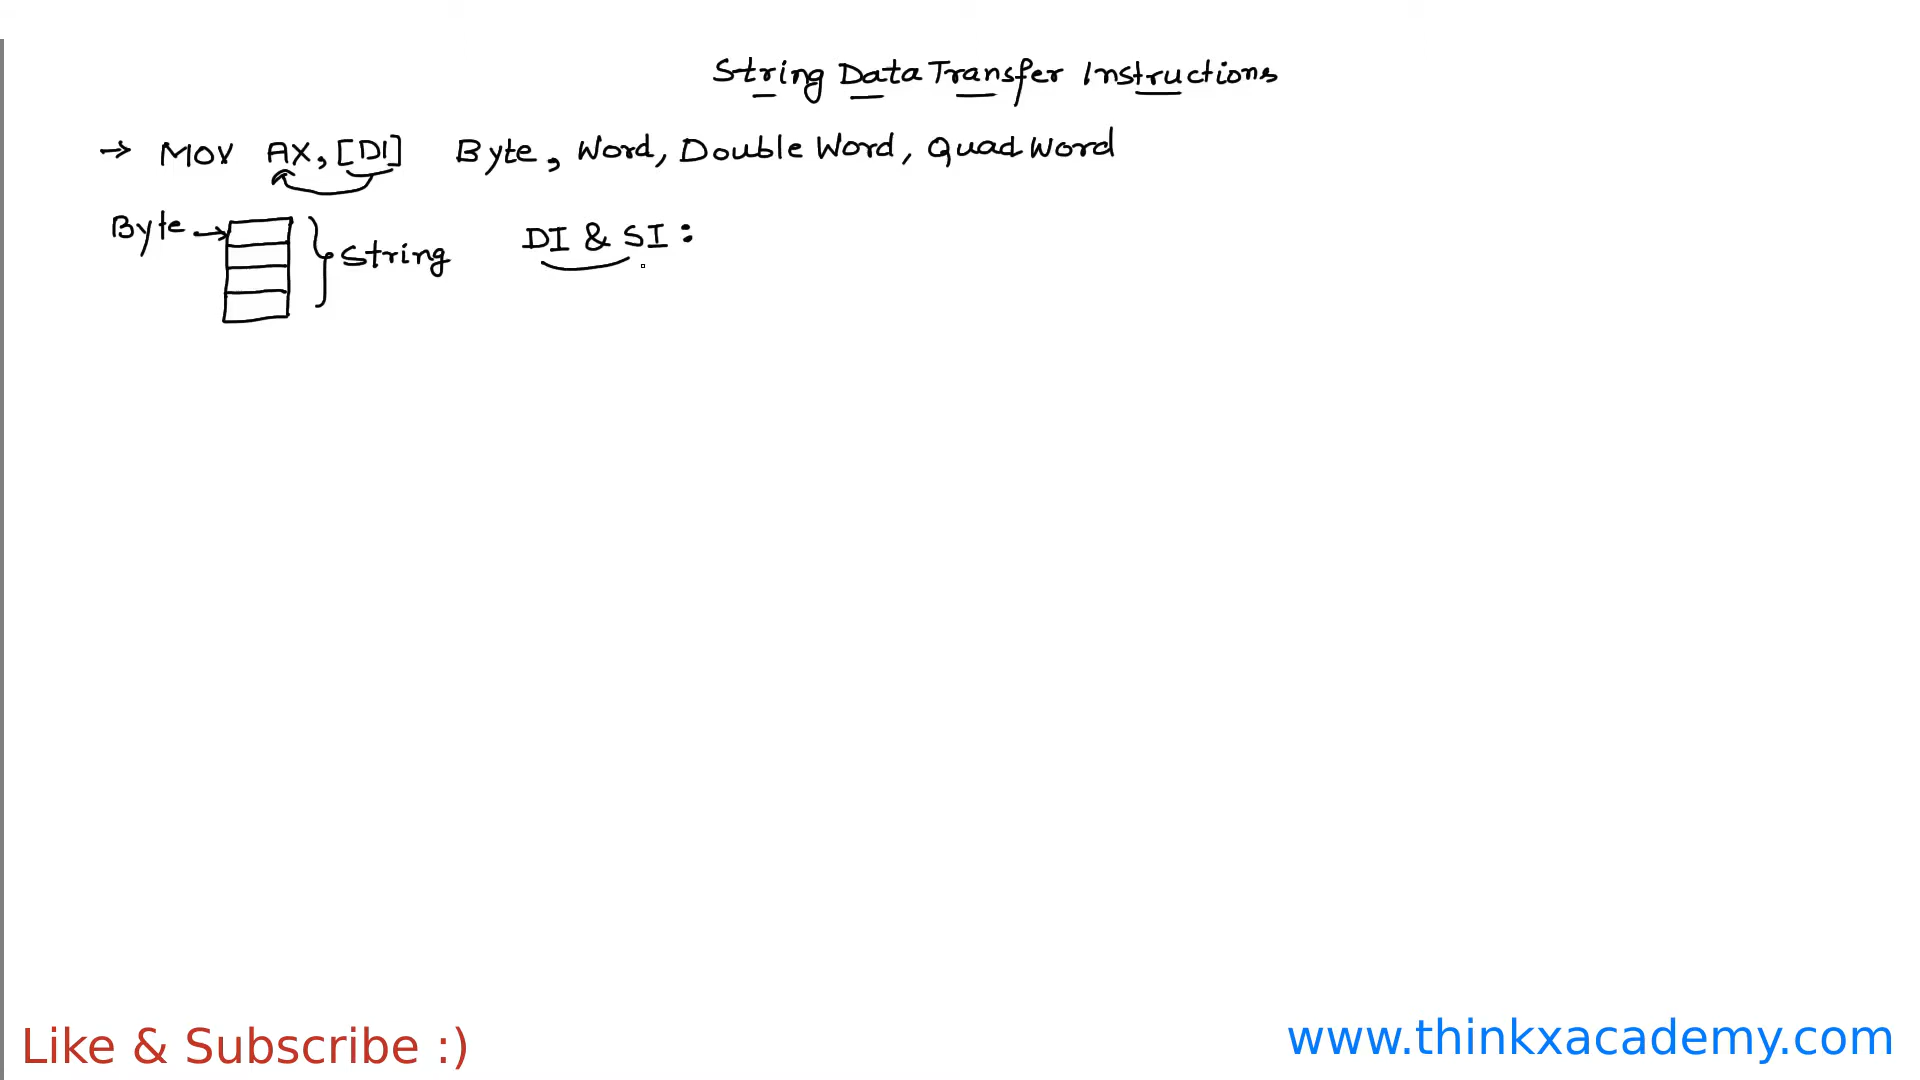 String Data Transfer Instructions
→ MOV AX, [DI] Byte, Word, Double Word, Quad Word
Byte → } String DI & SI :
Like & Subscribe :)
www.thinkxacademy.com